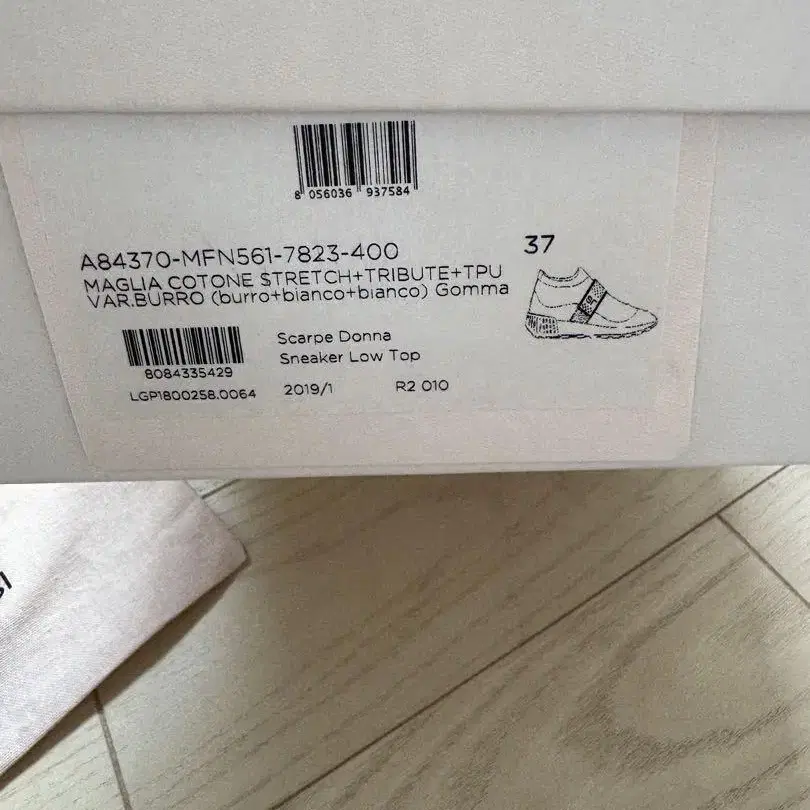 8 056036 937584
A84370-MFN561-7823-400
37
MAGLIA COTONE STRETCH+TRIBUTE+TPU
VAR.BURRO (burro+bianco+bianco) Gomma
Scarpe Donna
Sneaker Low Top
8084335429
LGP1800258.0064
2019/1
R2 010